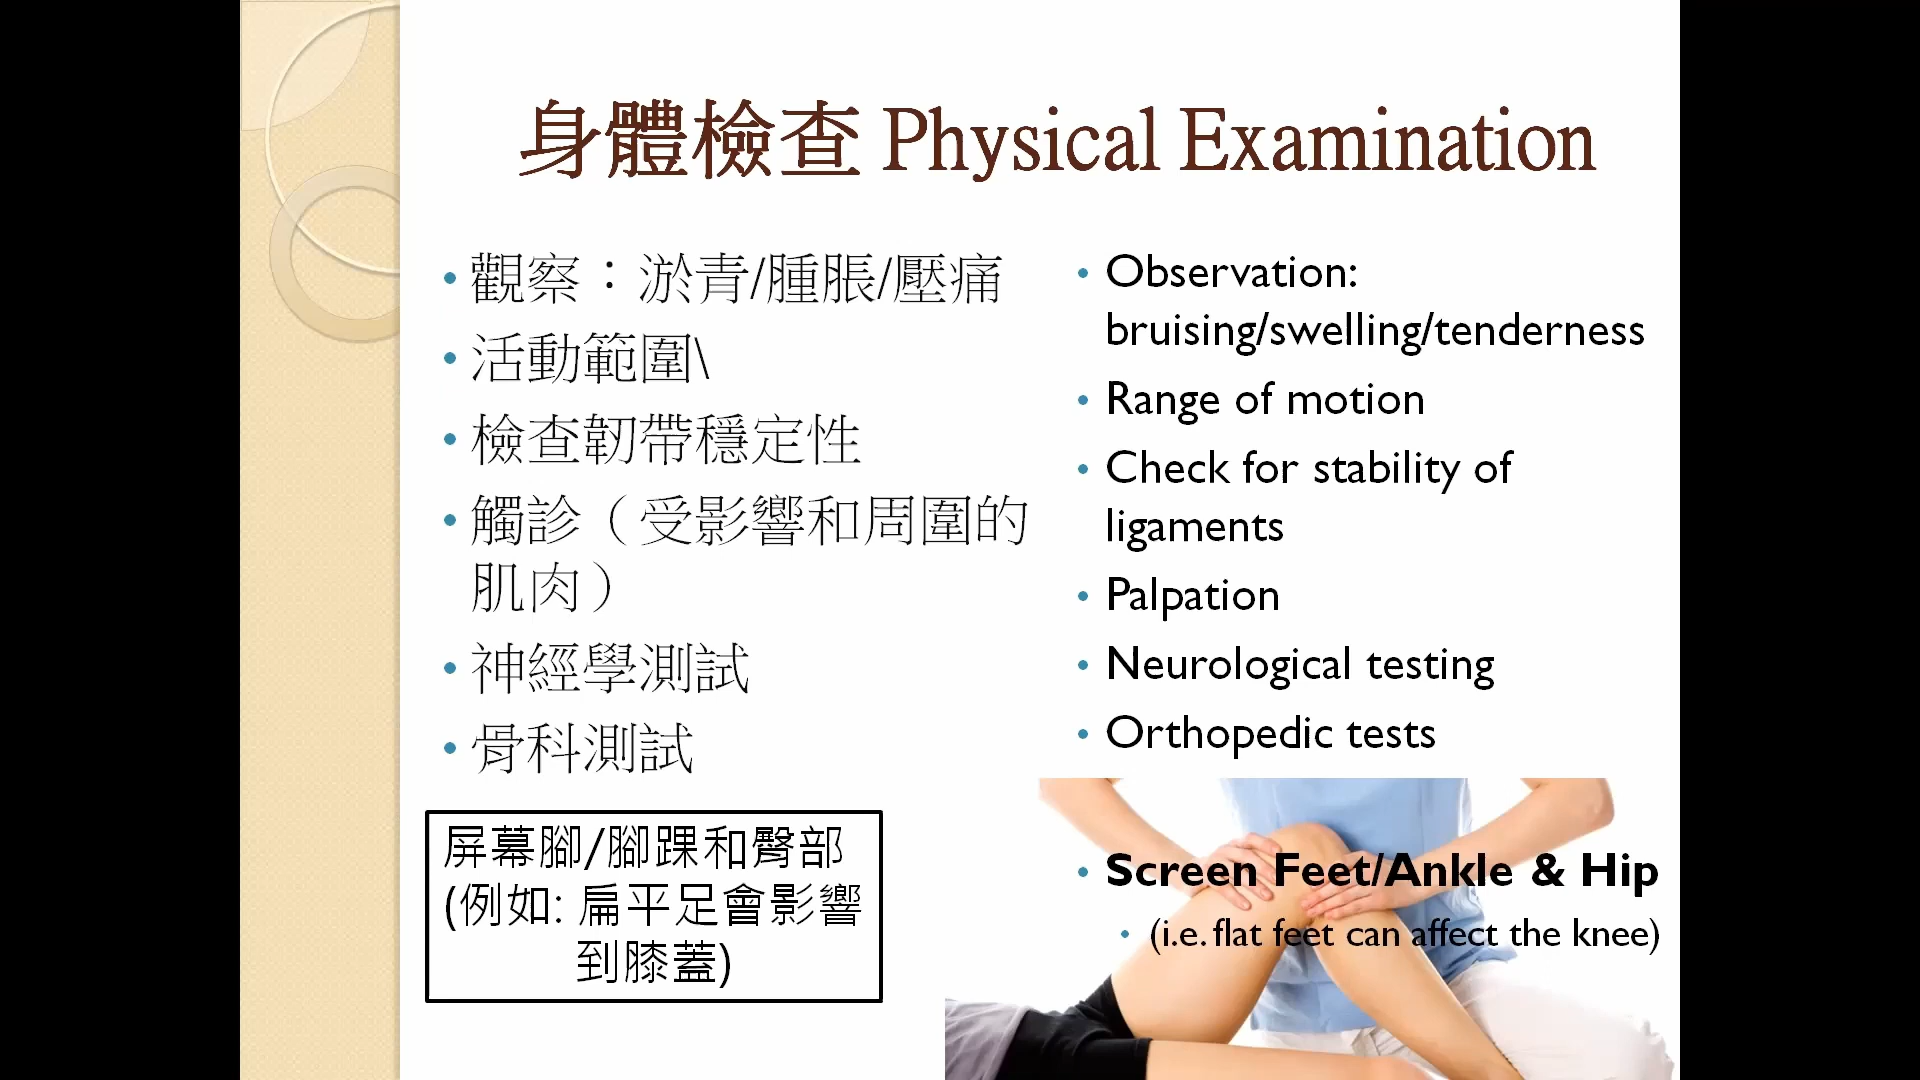 身體檢查 Physical Examination
• 觀察：淤青/腫脹/壓痛
• 活動範圍\
• 檢查韌帶穩定性
• 觸診（受影響和周圍的
肌肉）
• 神經學測試
• 骨科測試
屏幕腳/腳踝和臀部
(例如: 扁平足會影響
到膝蓋)
• Observation:
bruising/swelling/tenderness
• Range of motion
• Check for stability of
ligaments
• Palpation
• Neurological testing
• Orthopedic tests
• Screen Feet/Ankle & Hip
• (i.e. flat feet can affect the knee)